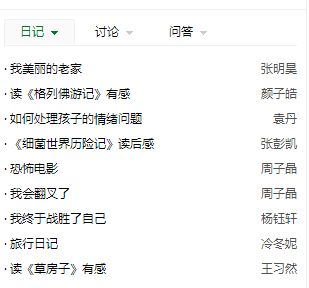 日记 讨论 问答
· 我美丽的老家 张明昊
· 读《格列佛游记》有感 颜子皓
· 如何处理孩子的情绪问题 袁丹
· 《细菌世界历险记》读后感 张彭凯
· 恐怖电影 周子晶
· 我会翻叉了 周子晶
· 我终于战胜了自己 杨钰轩
· 旅行日记 冷冬妮
· 读《草房子》有感 王习然